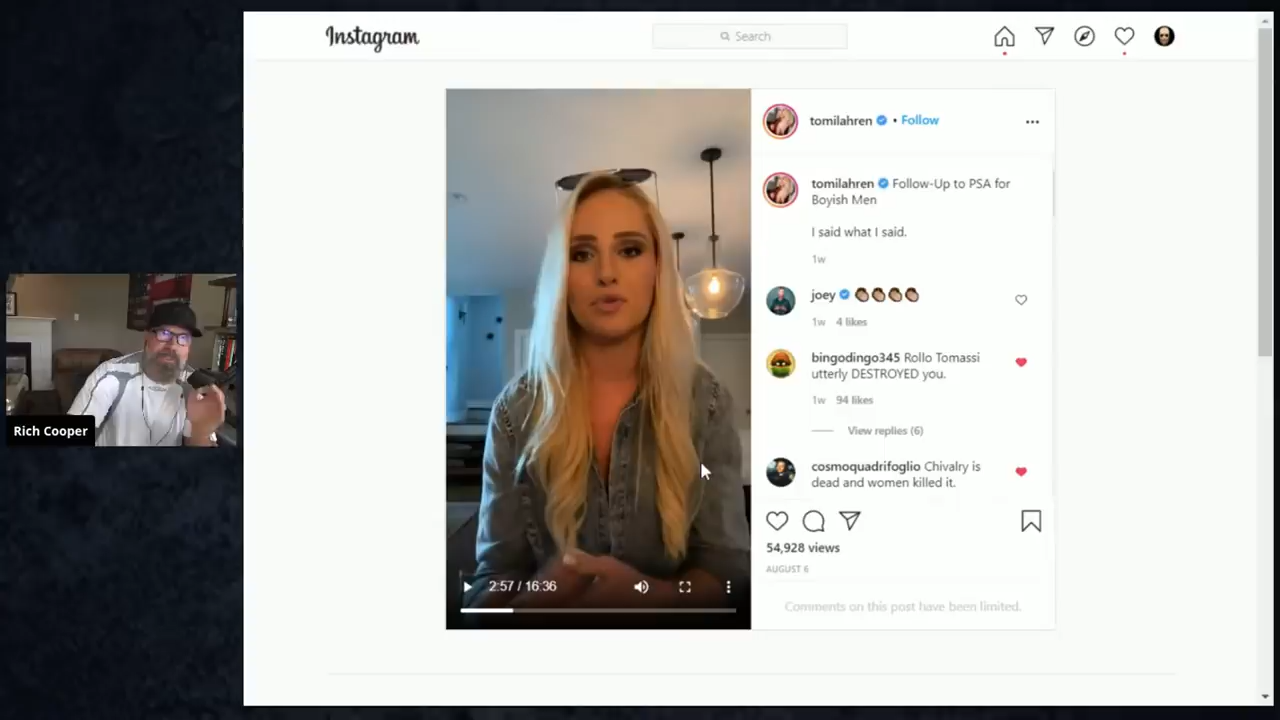 Instagram
Search
tomilahren • Follow
tomilahren Follow-Up to PSA for
Boyish Men
I said what I said.
1w
joey
1w 4 likes
bingodingo345 Rollo Tomassi
utterly DESTROYED you.
1w 94 likes
View replies (6)
cosmoquadrifoglio Chivalry is
dead and women killed it.
54,928 views
AUGUST 6
Comments on this post have been limited.
2:57 / 16:36
Rich Cooper